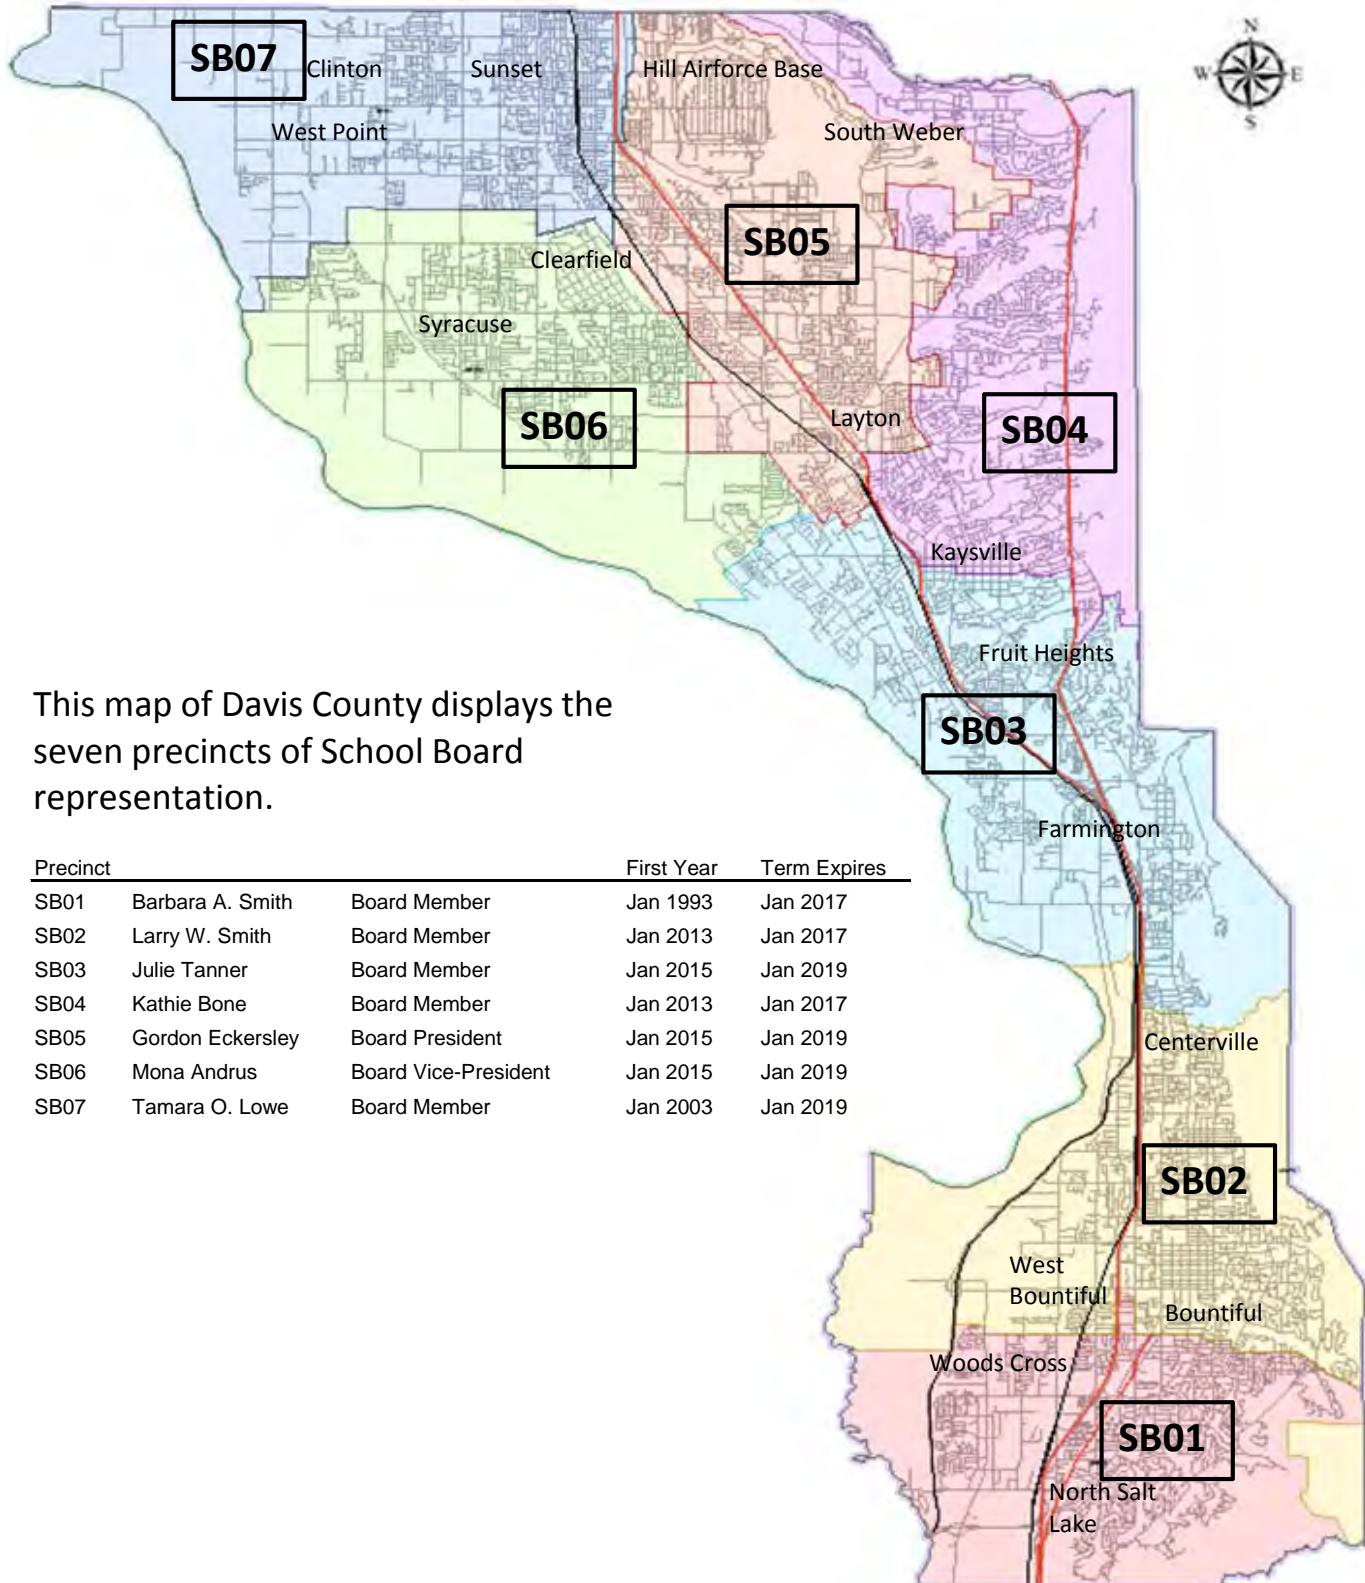 N
W E
S
SB07
Clinton
Sunset
Hill Airforce Base
West Point
South Weber
SB05
Clearfield
Syracuse
SB06
Layton
SB04
Kaysville
Fruit Heights
This map of Davis County displays the
seven precincts of School Board
representation.
SB03
Farmington
Precinct First Year Term Expires
SB01 Barbara A. Smith Board Member Jan 1993 Jan 2017
SB02 Larry W. Smith Board Member Jan 2013 Jan 2017
SB03 Julie Tanner Board Member Jan 2015 Jan 2019
SB04 Kathie Bone Board Member Jan 2013 Jan 2017
SB05 Gordon Eckersley Board President Jan 2015 Jan 2019
SB06 Mona Andrus Board Vice-President Jan 2015 Jan 2019
SB07 Tamara O. Lowe Board Member Jan 2003 Jan 2019
Centerville
SB02
West
Bountiful
Bountiful
Woods Cross
SB01
North Salt
Lake